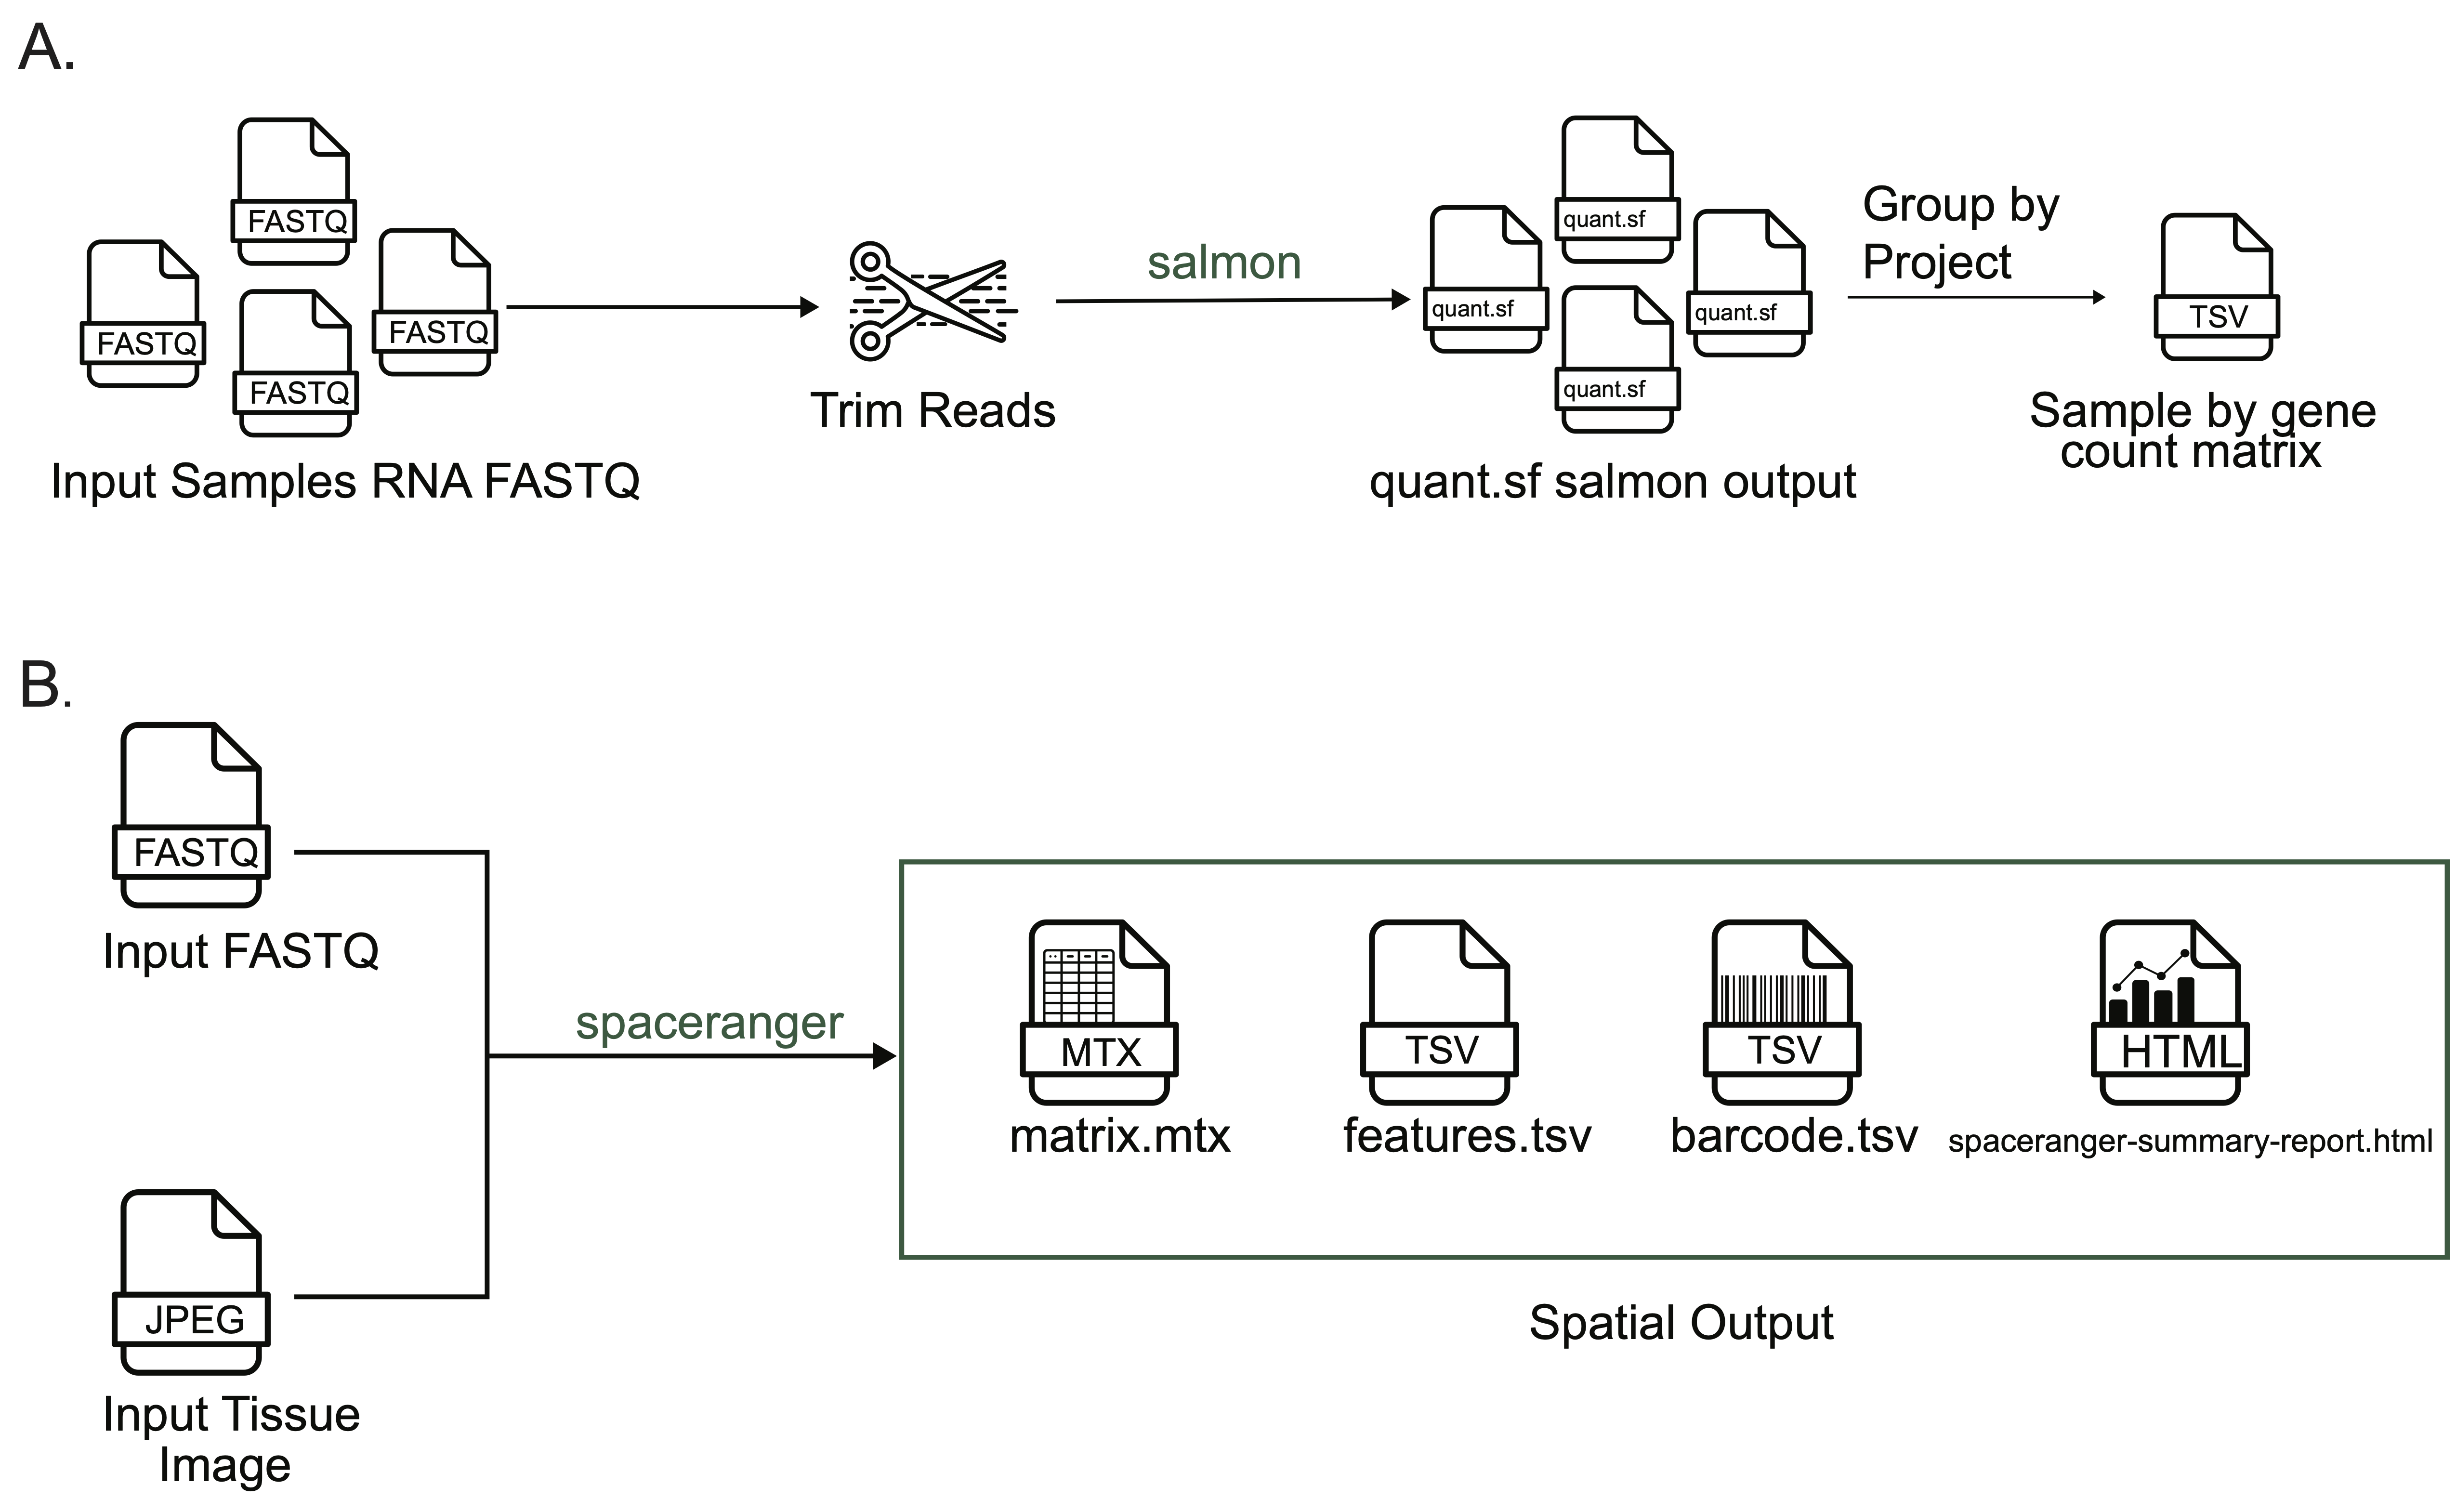 A.
FASTQ
FASTQ
FASTQ
FASTQ
Input Samples RNA FASTQ
Trim Reads
salmon
quant.sf
quant.sf
quant.sf
quant.sf
quant.sf salmon output
Group by
Project
TSV
Sample by gene
count matrix
B.
FASTQ
Input FASTQ
JPEG
Input Tissue
Image
spaceranger
MTX
matrix.mtx
TSV
features.tsv
TSV
barcode.tsv
HTML
spaceranger-summary-report.html
Spatial Output